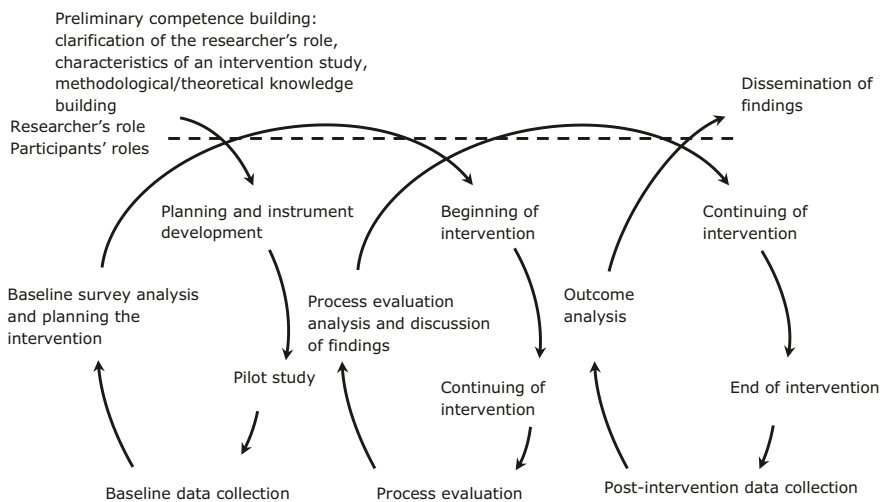 Preliminary competence building:
clarification of the researcher’s role,
characteristics of an intervention study,
methodological/theoretical knowledge
building
Dissemination of
findings
Researcher’s role
Participants’ roles
Planning and instrument
development
Beginning of
intervention
Continuing of
intervention
Baseline survey analysis
and planning the
intervention
Process evaluation
analysis and discussion
of findings
Outcome
analysis
Pilot study
Continuing of
intervention
End of intervention
Baseline data collection
Process evaluation
Post-intervention data collection